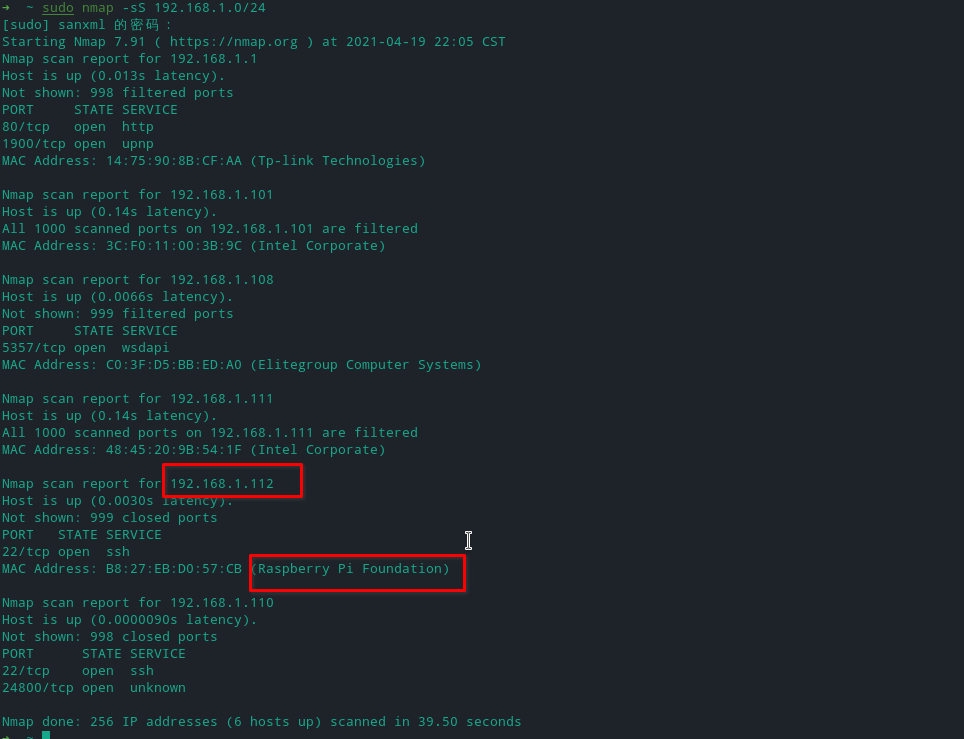 →  ~ sudo nmap -sS 192.168.1.0/24
[sudo] sanxml 的密码：
Starting Nmap 7.91 ( https://nmap.org ) at 2021-04-19 22:05 CST
Nmap scan report for 192.168.1.1
Host is up (0.013s latency).
Not shown: 998 filtered ports
PORT     STATE SERVICE
80/tcp   open  http
1900/tcp open  upnp
MAC Address: 14:75:90:8B:CF:AA (Tp-link Technologies)

Nmap scan report for 192.168.1.101
Host is up (0.14s latency).
All 1000 scanned ports on 192.168.1.101 are filtered
MAC Address: 3C:F0:11:00:3B:9C (Intel Corporate)

Nmap scan report for 192.168.1.108
Host is up (0.0066s latency).
Not shown: 999 filtered ports
PORT     STATE SERVICE
5357/tcp open  wsdapi
MAC Address: C0:3F:D5:BB:ED:A0 (Elitegroup Computer Systems)

Nmap scan report for 192.168.1.111
Host is up (0.14s latency).
All 1000 scanned ports on 192.168.1.111 are filtered
MAC Address: 48:45:20:9B:54:1F (Intel Corporate)

Nmap scan report for 192.168.1.112
Host is up (0.0030s latency).
Not shown: 999 closed ports
PORT   STATE SERVICE
22/tcp open  ssh
MAC Address: B8:27:EB:D0:57:CB (Raspberry Pi Foundation)

Nmap scan report for 192.168.1.110
Host is up (0.0000090s latency).
Not shown: 998 closed ports
PORT      STATE SERVICE
22/tcp    open  ssh
24800/tcp open  unknown

Nmap done: 256 IP addresses (6 hosts up) scanned in 39.50 seconds
→  ~